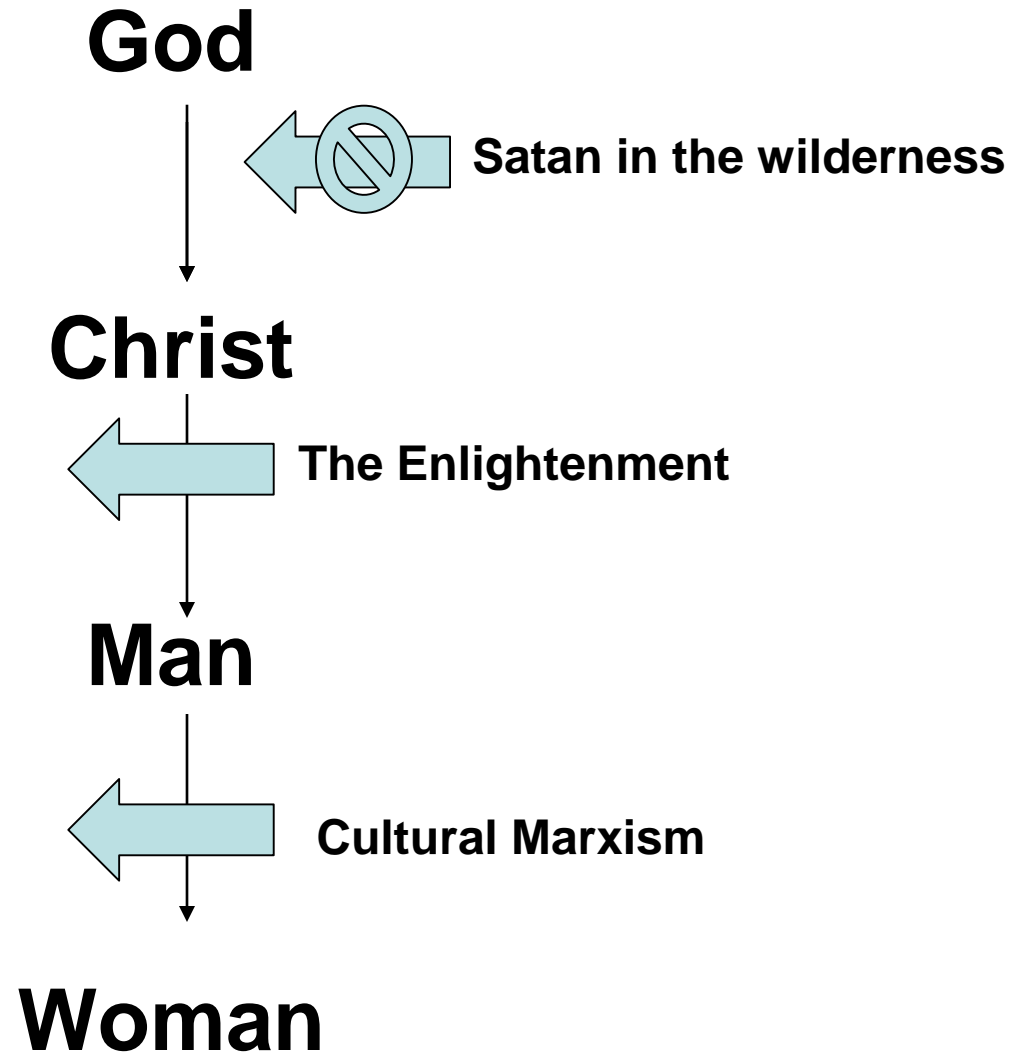 God
Satan in the wilderness
Christ
The Enlightenment
Man
Cultural Marxism
Woman